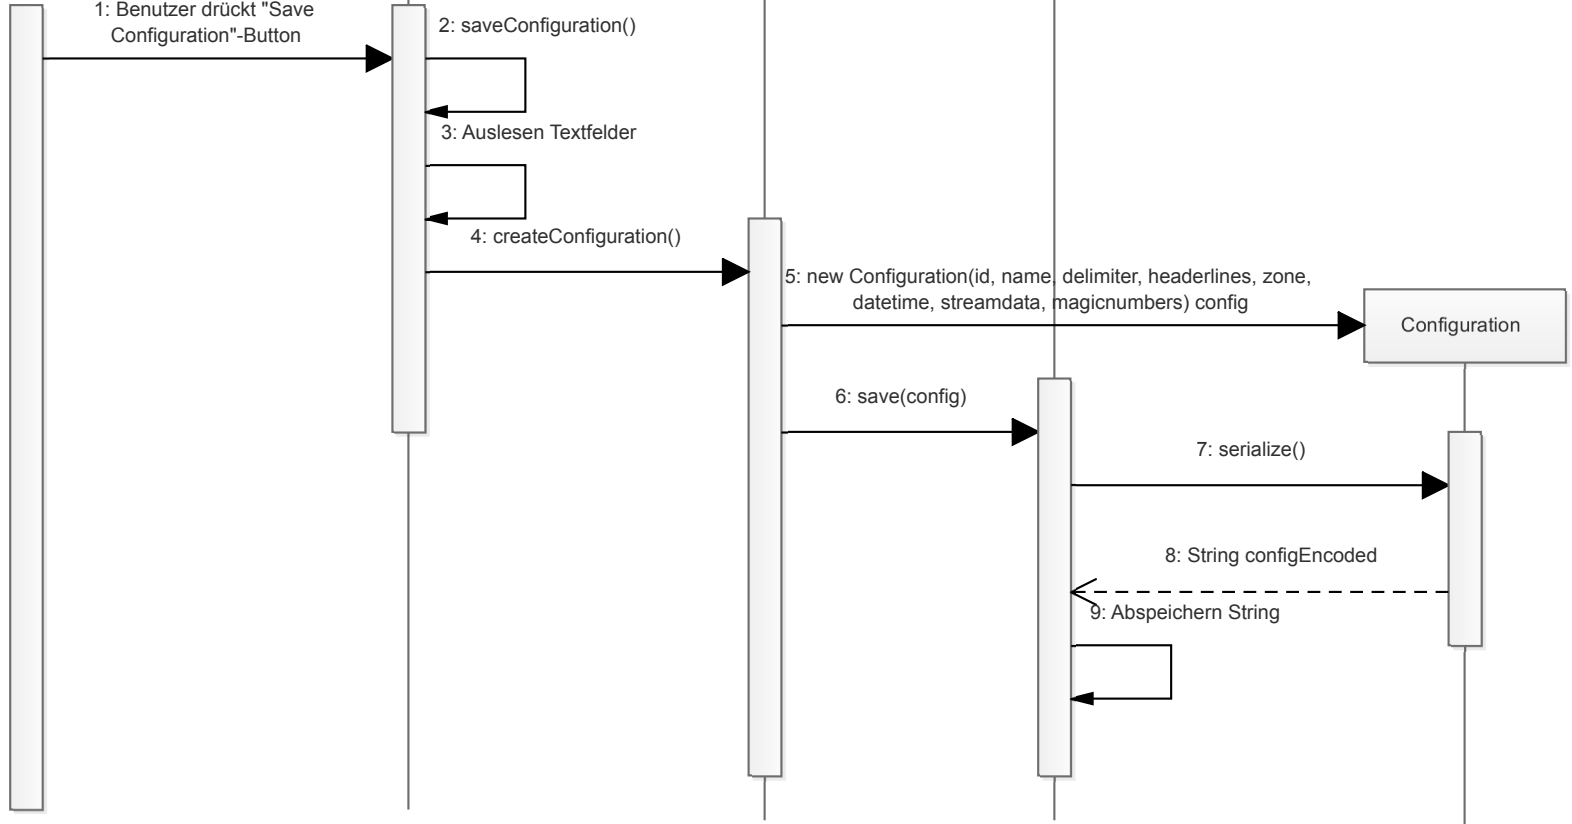 1: Benutzer drückt "Save
Configuration"-Button
2: saveConfiguration()
3: Auslesen Textfelder
4: createConfiguration()
5: new Configuration(id, name, delimiter, headerlines, zone,
datetime, streamdata, magicnumbers) config
Configuration
6: save(config)
7: serialize()
8: String configEncoded
9: Abspeichern String